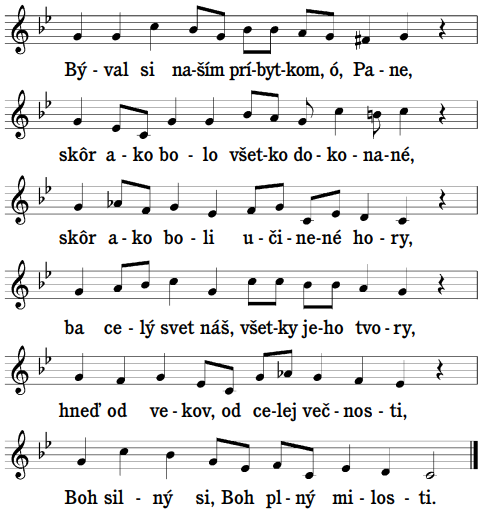 Bý - val si na-ším prí-byt-kom, ó, Pa - ne,
skôr a-ko bo - lo všet-ko do-ko - na-né,
skôr a-ko bo - li u-či-ne-né ho - ry,
ba ce-lý svet náš, všet-ky je-ho tvo - ry,
hneď od ve - kov, od ce-lej več-nos - ti,
Boh sil - ný si, Boh pl-ný mi-los - ti.